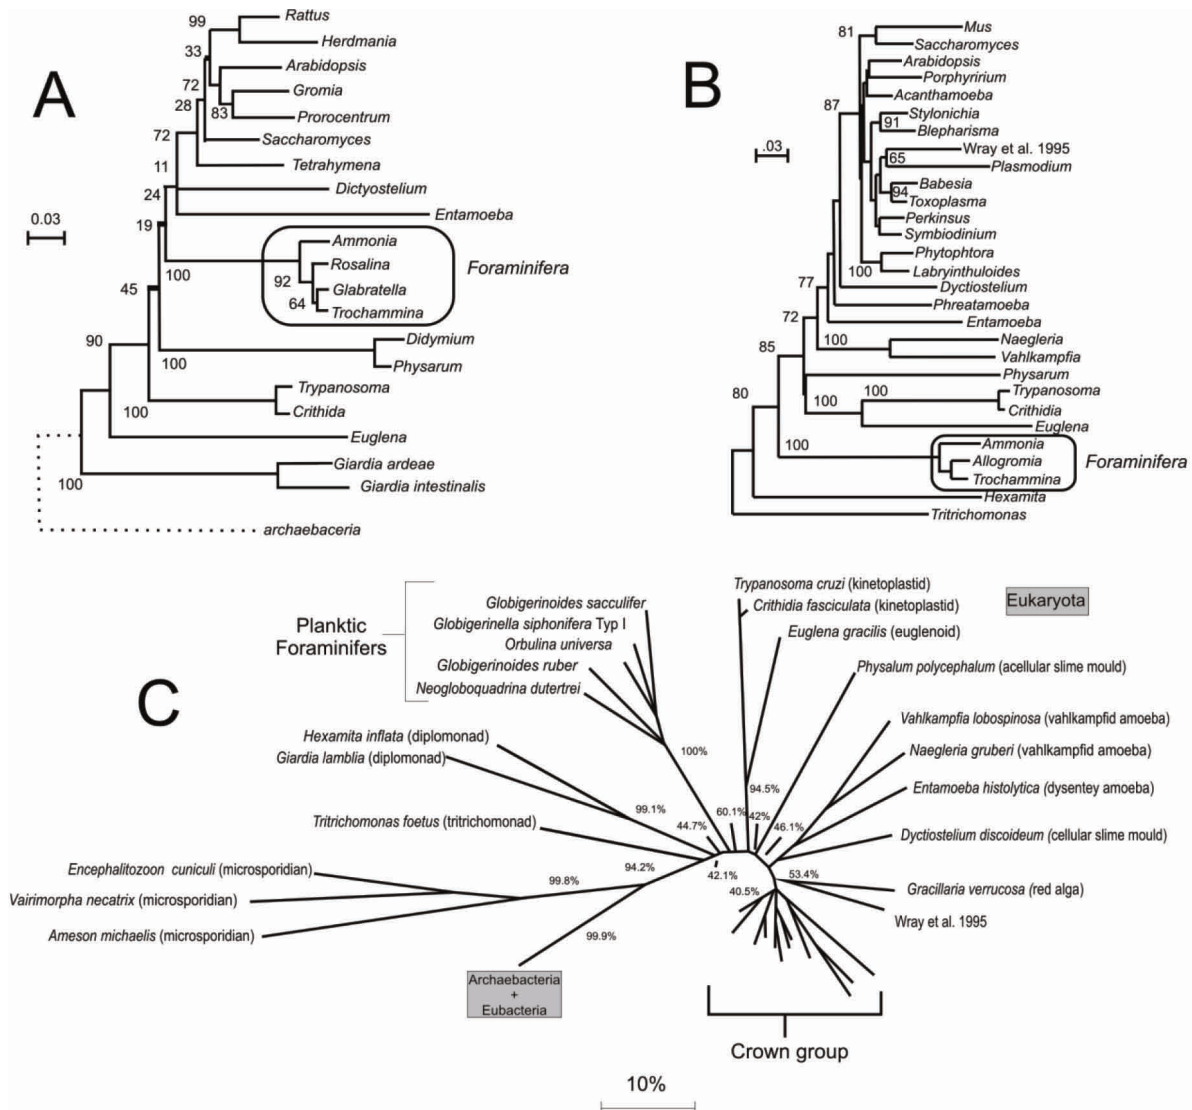 A
99
Rattus
Herdmania
33
Arabidopsis
72
Gromia
28
83
Prorocentrum
72
Saccharomyces
11
Tetrahymena
24
Dictyostelium
Entamoeba
0.03
19
Ammonia
100
Rosalina
Foraminifera
92
Glabratella
45
64
Trochammina
90
Didymium
100
Physarum
Trypanosoma
100
Crithida
Euglena
Giardia ardeae
100
Giardia intestinalis
archaebaceria
B
81
Mus
Saccharomyces
Arabidopsis
Porphyririum
87
Acanthamoeba
Stylonichia
91
Blepharisma
.03
Wray et al. 1995
65
Plasmodium
Babesia
94
Toxoplasma
Perkinsus
Symbiodinium
Phytophtora
100
Labryinthuloides
77
Dyctiostelium
Phreatamoeba
72
Entamoeba
100
Naegleria
85
Vahlkampfia
Physarum
100
Trypanosoma
80
100
Crithidia
Euglena
100
Ammonia
Allogromia
Foraminifera
Trochammina
Hexamita
Tritrichomonas
C
Planktic
Foraminifers
Globigerinoides sacculifer
Globigerinella siphonifera Typ I
Orbulina universa
Globigerinoides ruber
Neogloboquadrina dutertrei
Hexamita inflata (diplomonad)
Giardia lamblia (diplomonad)
Tritrichomonas foetus (tritrichomonad)
Encephalitozoon cuniculi (microsporidian)
Vairimorpha necatrix (microsporidian)
Ameson michaelis (microsporidian)
Trypanosoma cruzi (kinetoplastid)
Eukaryota
Crithidia fasciculata (kinetoplastid)
Euglena gracilis (euglenoid)
Physalum polycephalum (acellular slime mould)
Vahlkampfia lobospinosa (vahlkampfid amoeba)
Naegleria gruberi (vahlkampfid amoeba)
Entamoeba histolytica (dysentey amoeba)
Dyctiostelium discoideum (cellular slime mould)
Gracillaria verrucosa (red alga)
Wray et al. 1995
100%
94.5%
99.1%
60.1%
42%
44.7%
46.1%
94.2%
42.1%
53.4%
99.8%
40.5%
99.9%
Archaebacteria
+
Eubacteria
Crown group
10%